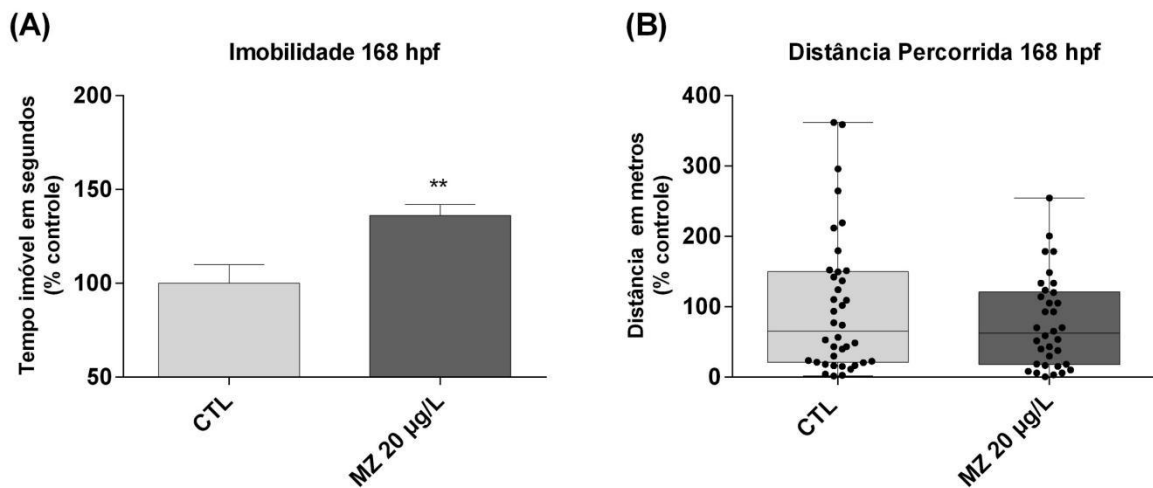 (A)
Imobilidade 168 hpf
Tempo imóvel em segundos
(% controle)
200
150
100
50
**
CTL
MZ 20 µg/L
(B)
Distância Percorrida 168 hpf
Distância em metros
(% controle)
400
300
200
100
0
CTL
MZ 20 µg/L